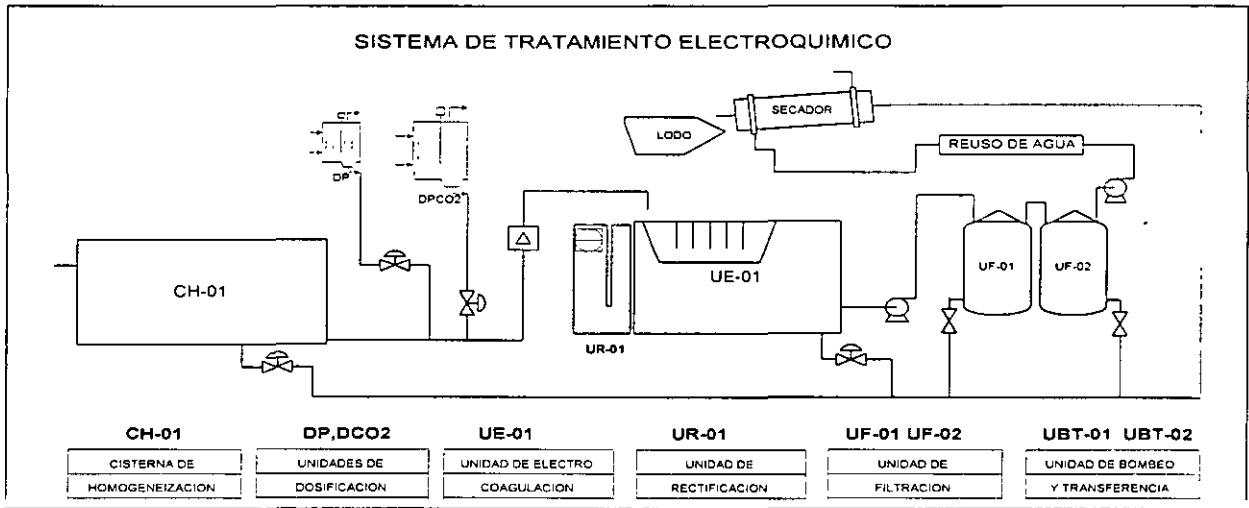 SISTEMA DE TRATAMIENTO ELECTROQUIMICO
SECADOR
LODO
REUSO DE AGUA
DP
DPCO2
CH-01
UE-01
UF-01
UF-02
UR-01
CH-01 DP,DCO2 UE-01 UR-01 UF-01 UF-02 UBT-01 UBT-02
CISTERNA DE UNIDADES DE UNIDAD DE ELECTRO UNIDAD DE UNIDAD DE UNIDAD DE BOMBEO
HOMOGENEIZACION DOSIFICACION COAGULACION RECTIFICACION FILTRACION Y TRANSFERENCIA